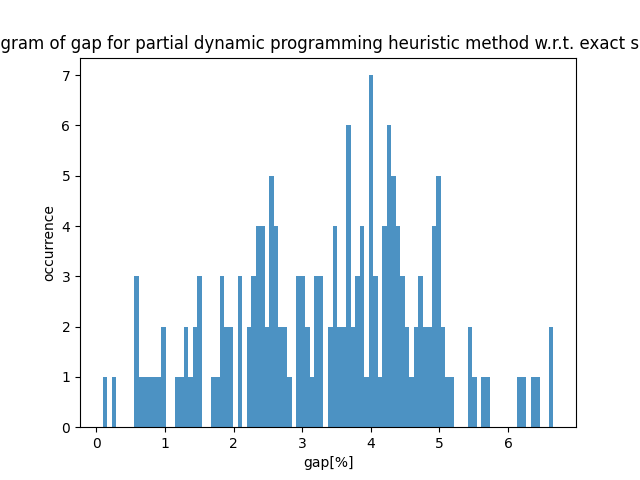 gram of gap for partial dynamic programming heuristic method w.r.t. exact s
7
6
5
4
3
2
1
0
occurrence
0 1 2 3 4 5 6
gap[%]